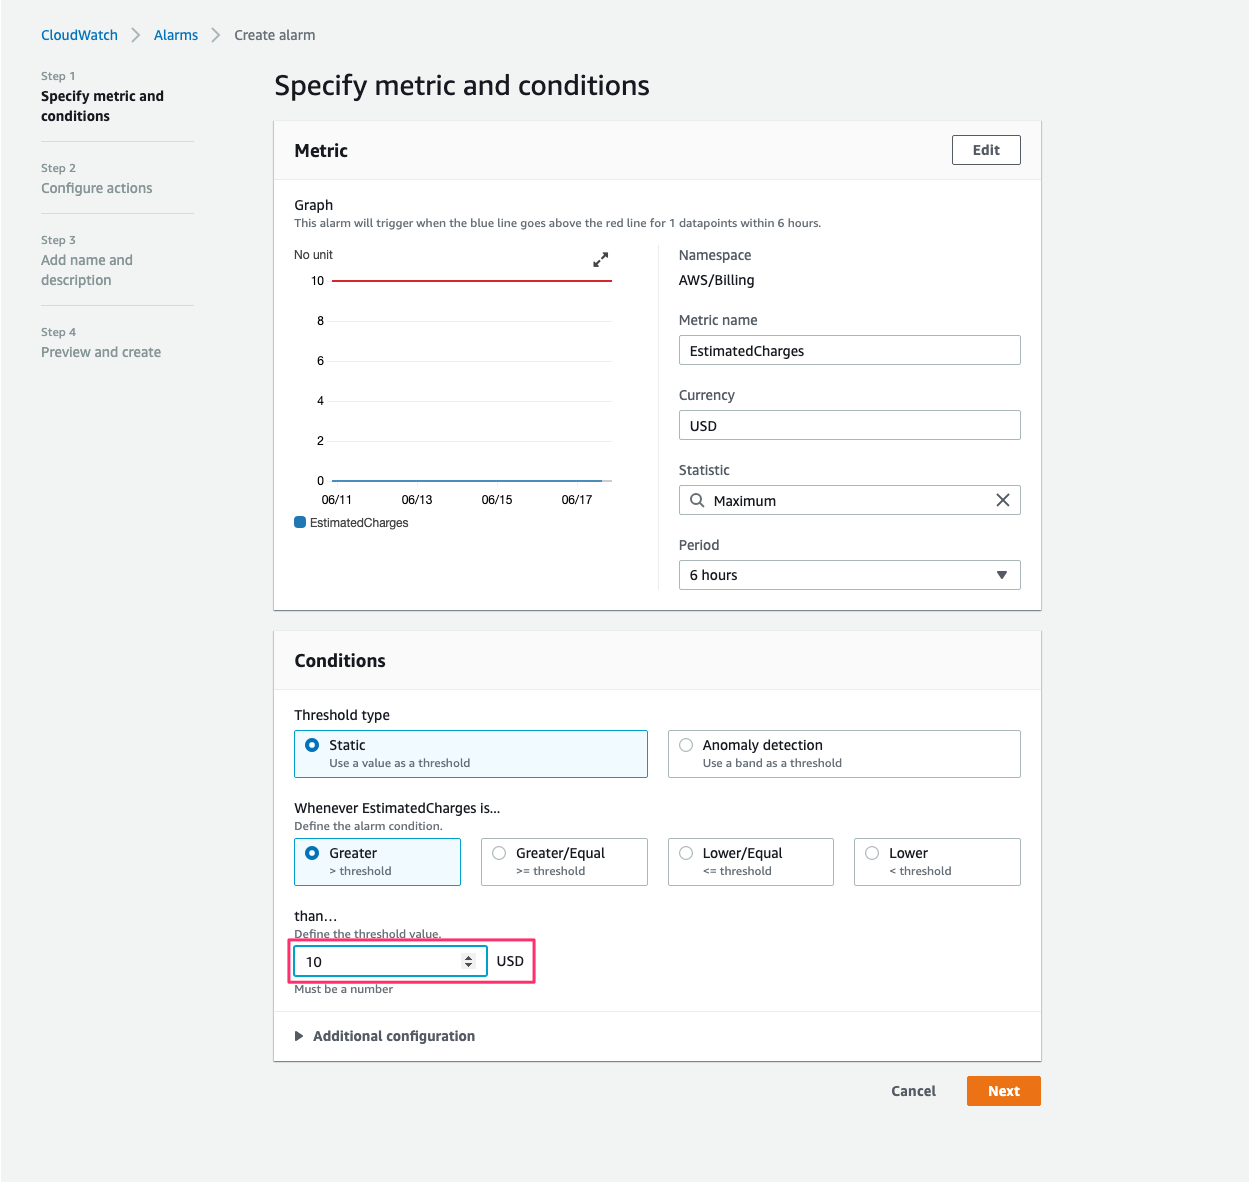 CloudWatch > Alarms > Create alarm
Step 1
Specify metric and
conditions
Step 2
Configure actions
Step 3
Add name and
description
Step 4
Preview and create
Specify metric and conditions
Metric
Edit
Graph
This alarm will trigger when the blue line goes above the red line for 1 datapoints within 6 hours.
No unit
10
8
6
4
2
0
06/11 06/13 06/15 06/17
EstimatedCharges
Namespace
AWS/Billing
Metric name
EstimatedCharges
Currency
USD
Statistic
Maximum
Period
6 hours
Conditions
Threshold type
Static
Use a value as a threshold
Anomaly detection
Use a band as a threshold
Whenever EstimatedCharges is...
Define the alarm condition.
Greater
> threshold
Greater/Equal
>= threshold
Lower/Equal
<= threshold
Lower
< threshold
than...
Define the threshold value.
10 USD
Must be a number
Additional configuration
Cancel Next